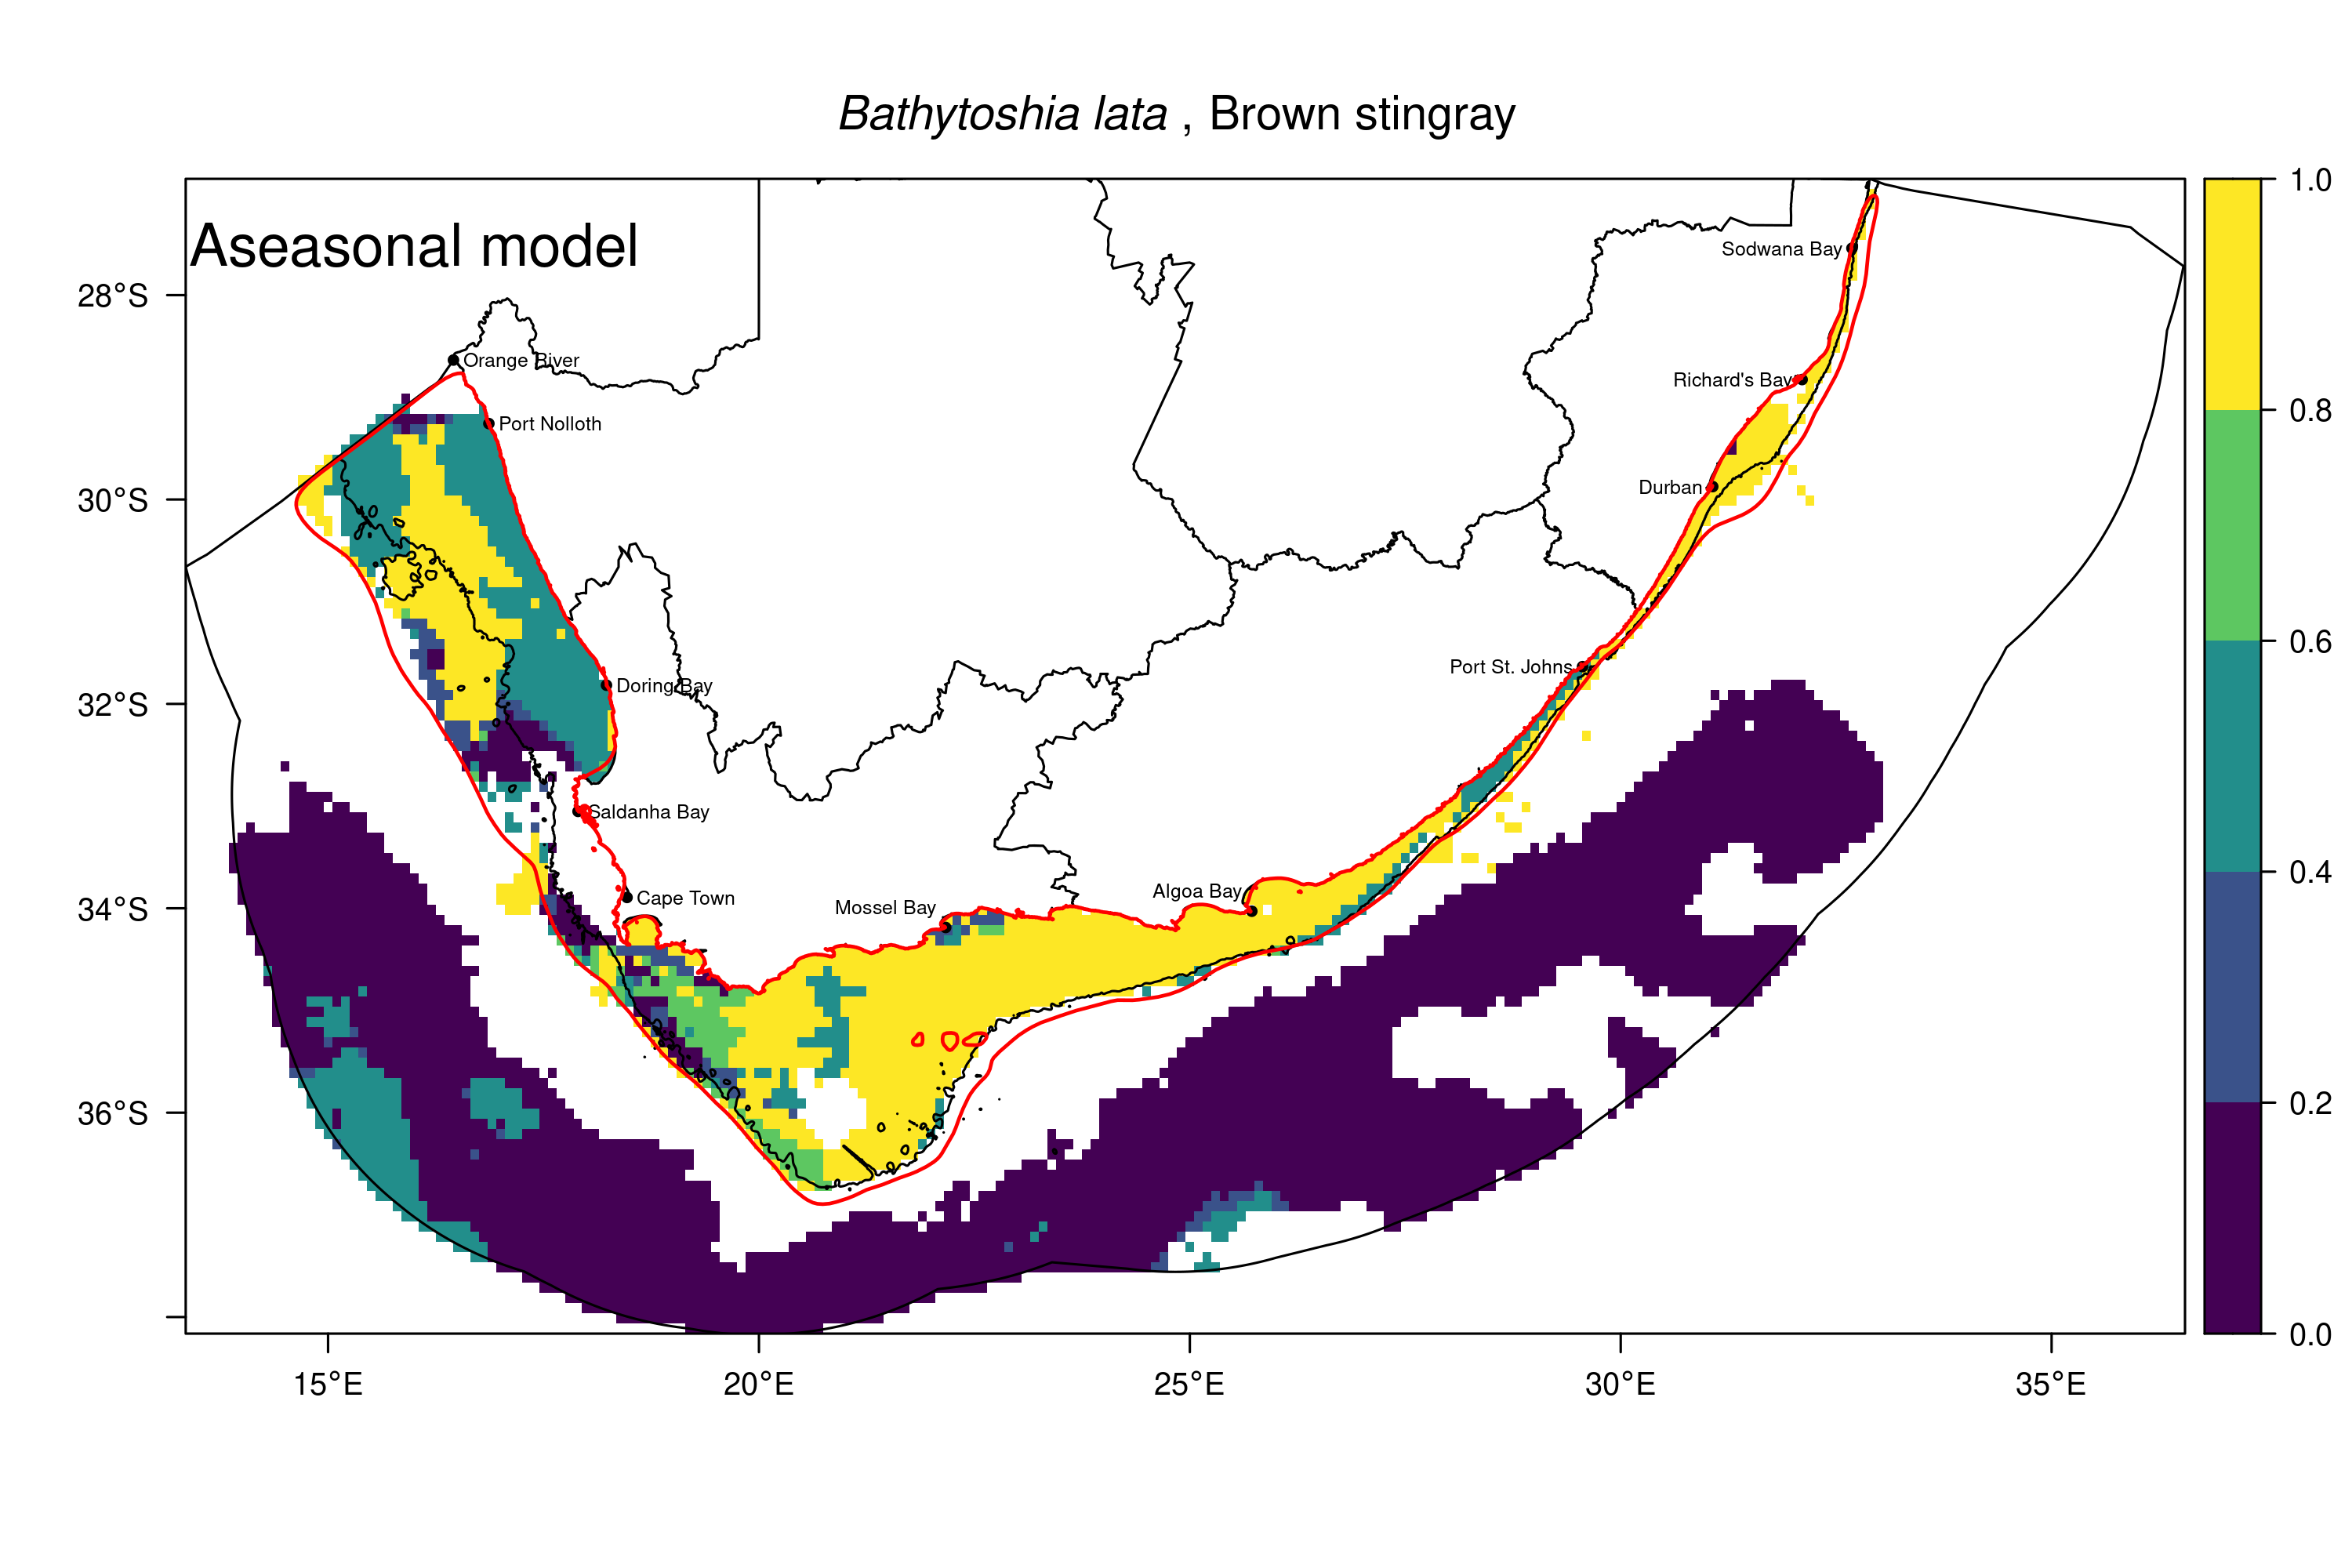 Bathytoshia lata , Brown stingray
Aseasonal model
Sodwana Bay
Orange River
Richard's Bay
Port Nolloth
Durban
Port St. Johns
Doring Bay
Saldanha Bay
Cape Town
Mossel Bay
Algoa Bay
28°S
30°S
32°S
34°S
36°S
15°E
20°E
25°E
30°E
35°E
1.0
0.8
0.6
0.4
0.2
0.0